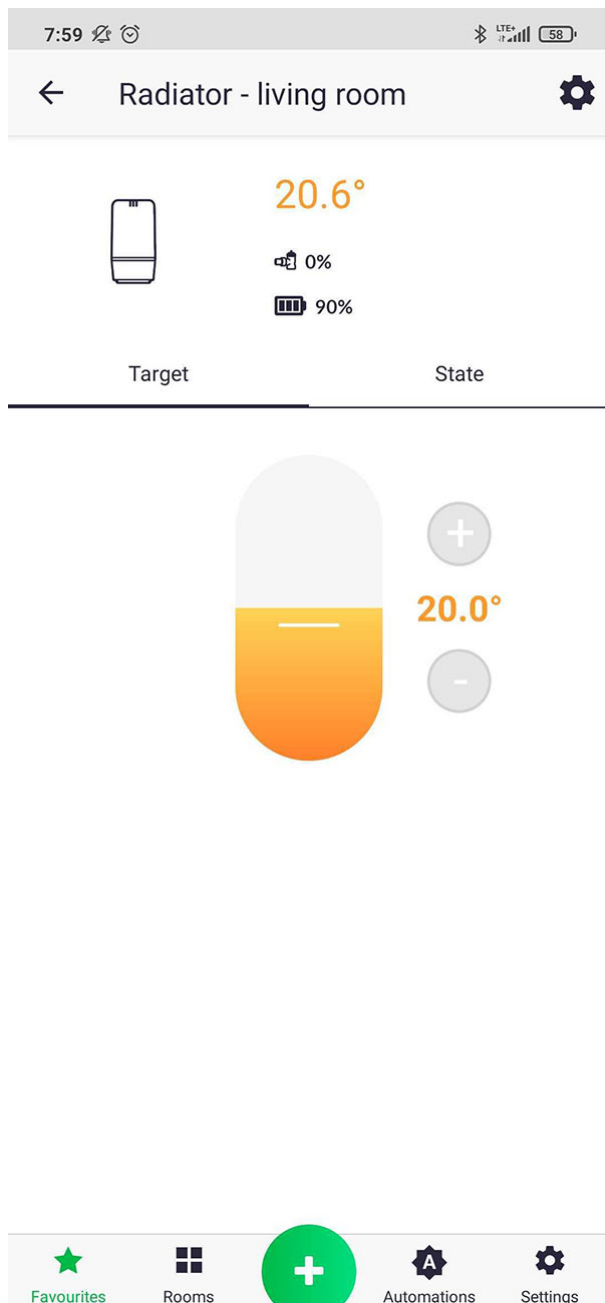 7:59 LTE+ 58
Radiator - living room
20.6°
0%
90%
Target State
+
20.0°
-
+
A
Favourites Rooms Automations Settings